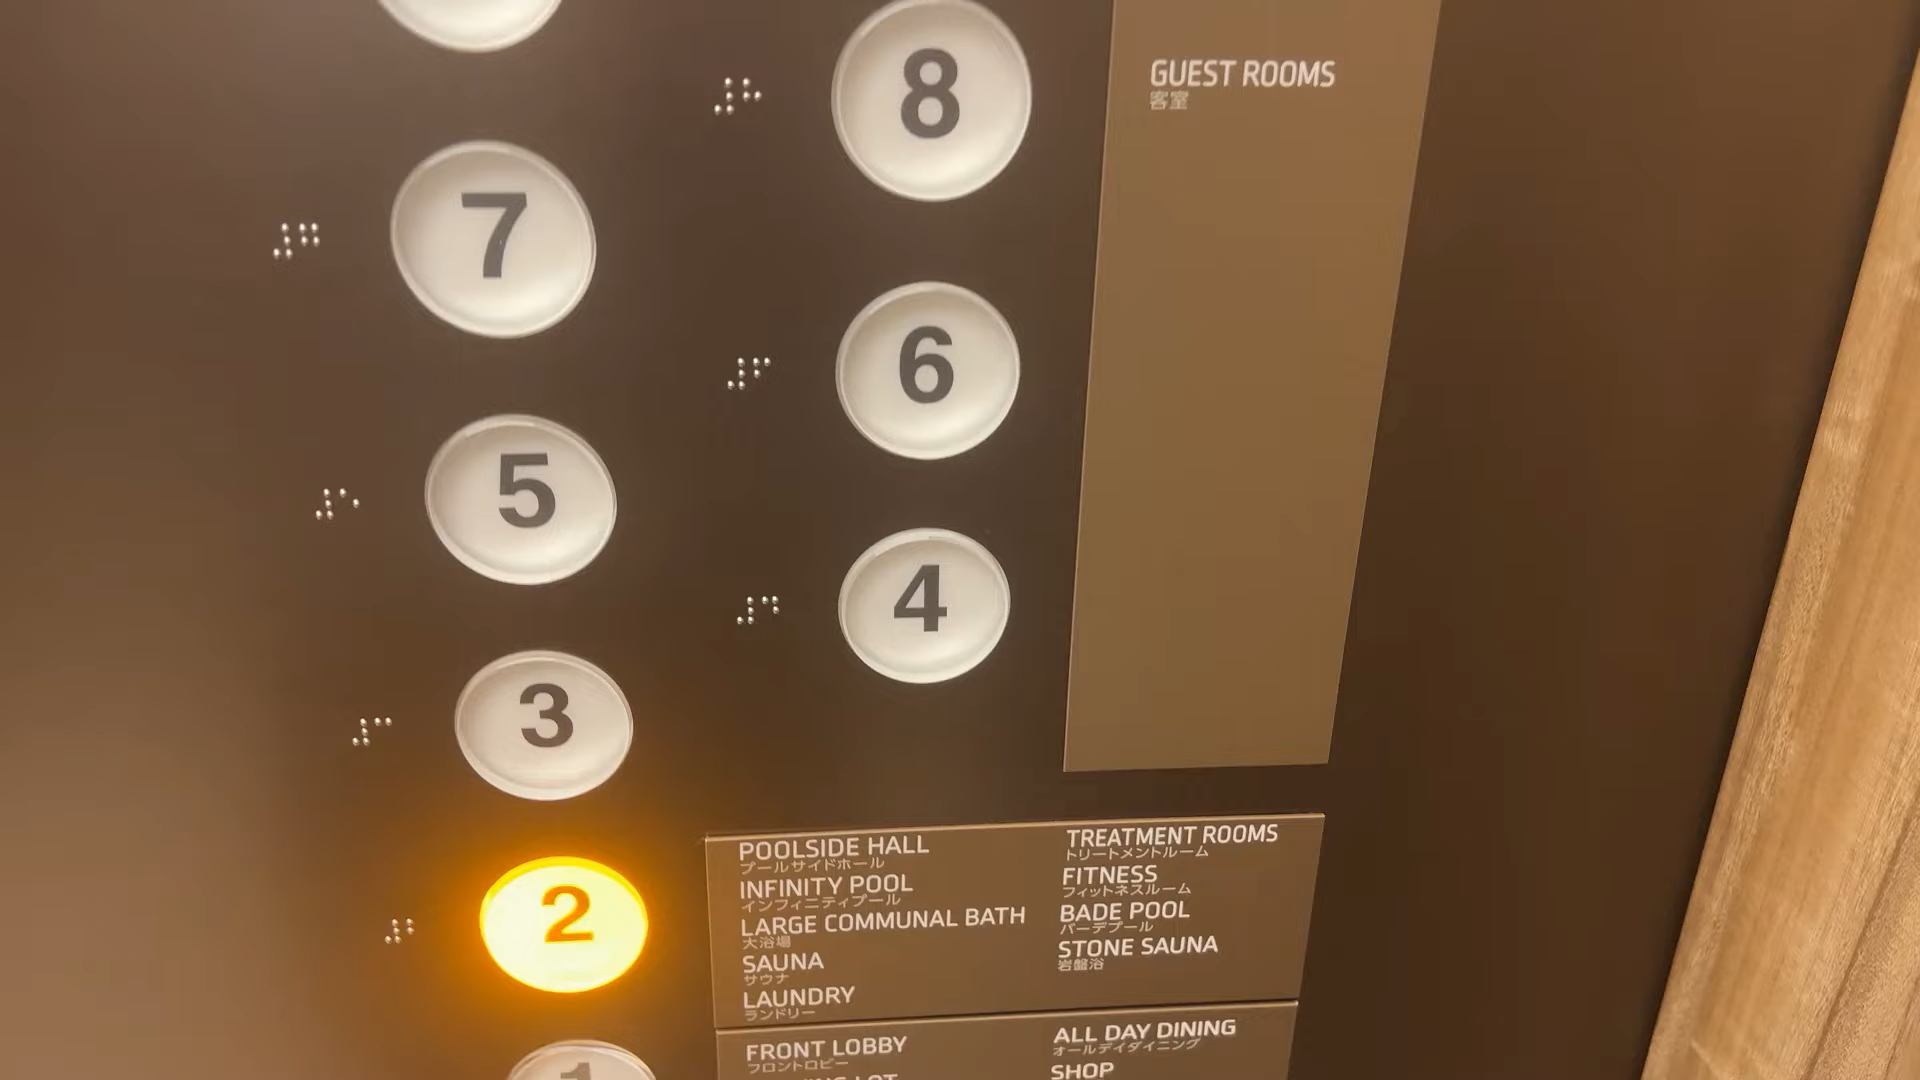 8
GUEST ROOMS
客室
7
6
5
4
3
2
POOLSIDE HALL
プールサイドホール
INFINITY POOL
インフィニティプール
LARGE COMMUNAL BATH
大浴場
SAUNA
サウナ
LAUNDRY
ランドリー
TREATMENT ROOMS
トリートメントルーム
FITNESS
フィットネスルーム
BADE POOL
バーデプール
STONE SAUNA
岩盤浴
1
FRONT LOBBY
フロントロビー
ALL DAY DINING
オールデイダイニング
SHOP